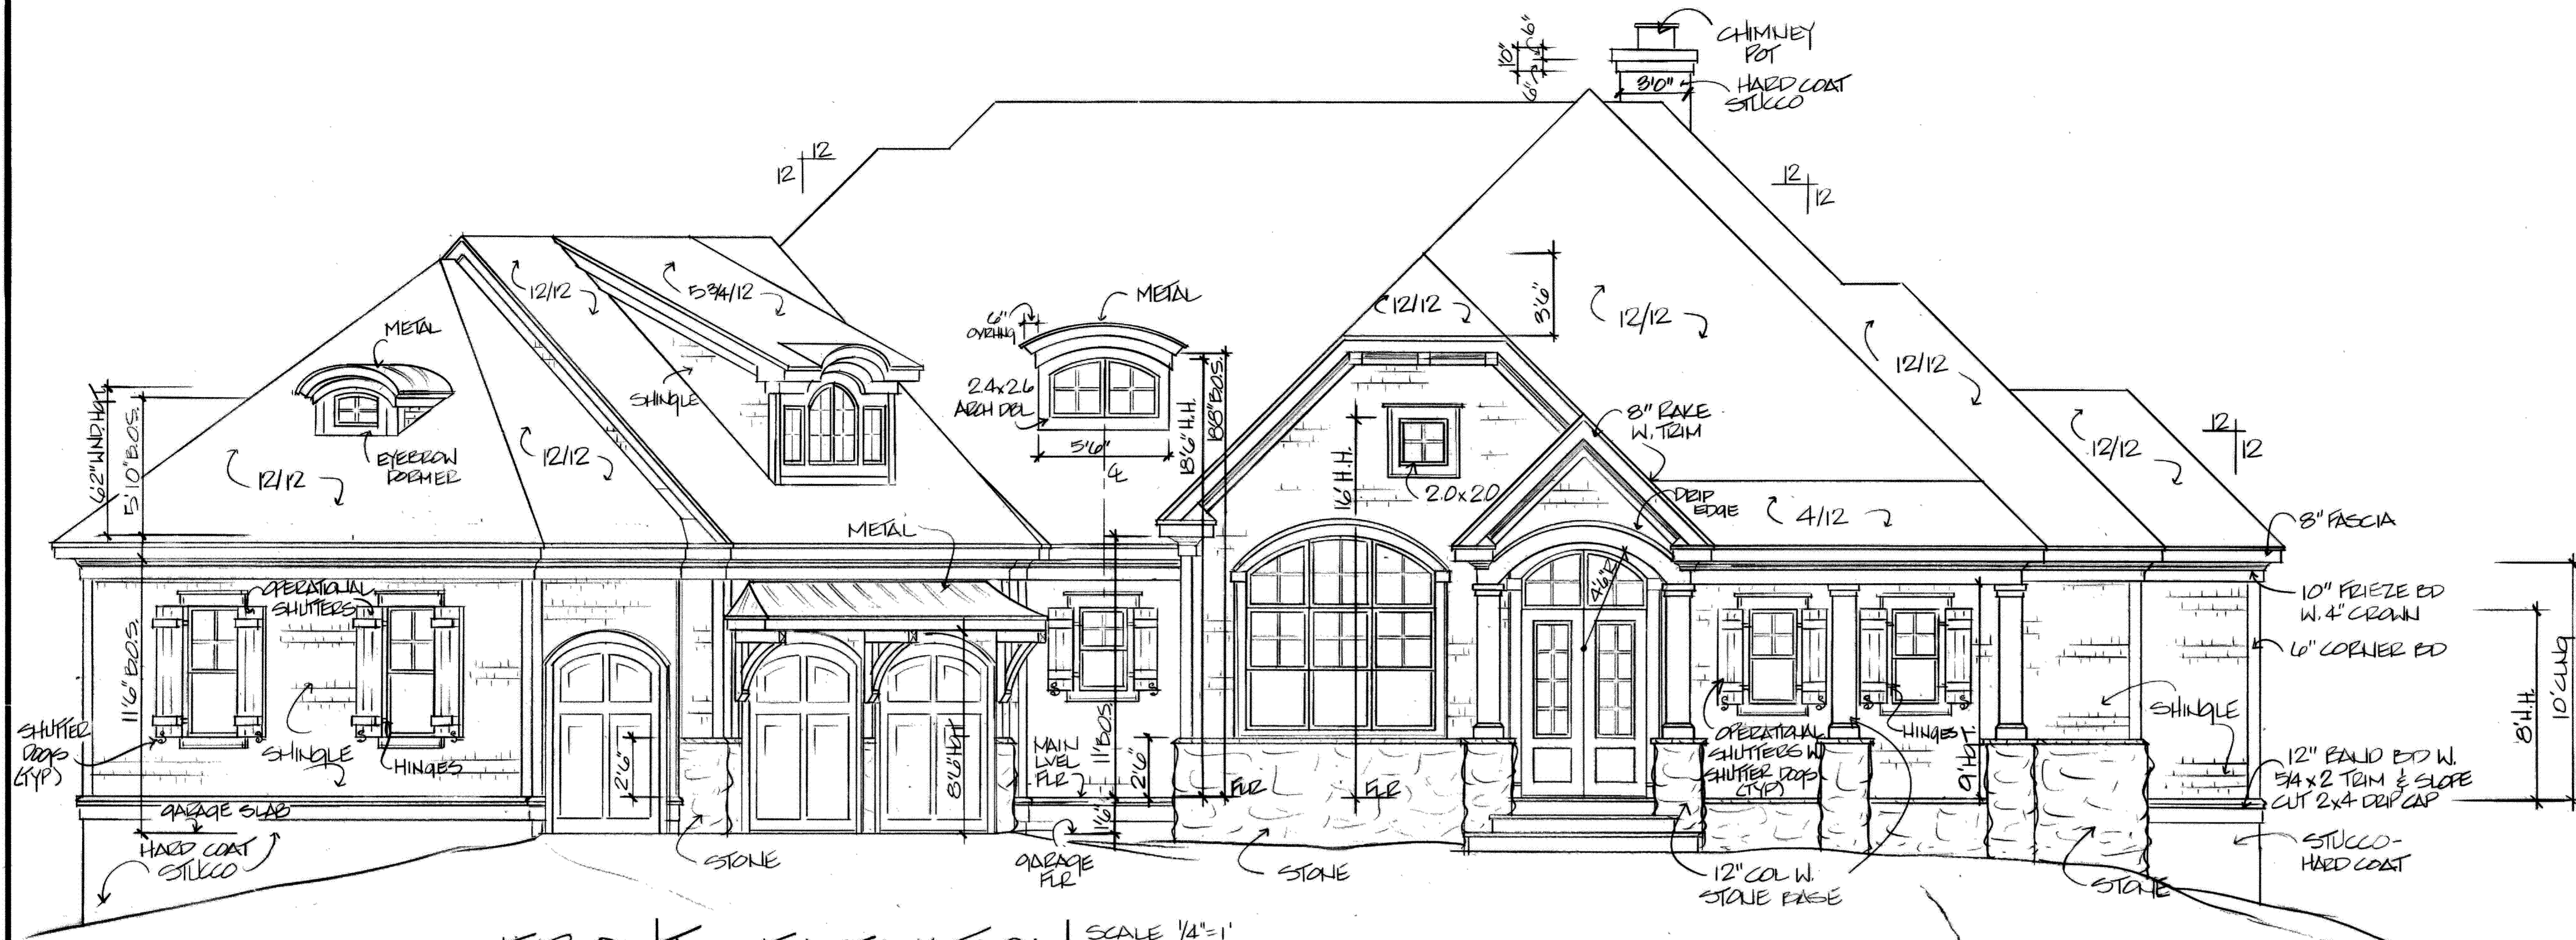 CHIMNEY
POT
6"
10"
6"
3'0"
HARD COAT
STUCCO
12
12
12
12
12/12
5 3/4/12
METAL
METAL
6"
OVRHNG
12/12
3'6"
12/12
12/12
SHINGLE
2.4x2.6
ARCH DBL
5'6"
℄
18'6" H.H.
18'8" B.O.S.
8" RAKE
W. TRIM
6'2" WND. HGT
5'10" B.O.S.
EYEBROW
DORMER
12/12
12/12
16' H.H.
2.0x2.0
DRIP
EDGE
4/12
12/12
12
12
METAL
8" FASCIA
OPERATIONAL
SHUTTERS
11'6" B.O.S.
4'6" R
10" FRIEZE BD
W. 4" CROWN
6" CORNER BD
10' CLNG
8' H.H.
SHUTTER
DOGS
(TYP)
SHINGLE
HINGES
2'6"
8'6" HGT
MAIN
LVEL
FLR
11' B.O.S.
2'6"
1'6"
FLR
FLR
OPERATIONAL
SHUTTERS W
SHUTTER DOGS
(TYP)
HINGES
9' HGT.
SHINGLE
12" BAND BD W.
5/4 x 2 TRIM & SLOPE
CUT 2x4 DRIP CAP
GARAGE SLAB
HARD COAT
STUCCO
STONE
GARAGE
FLR
STONE
12" COL W.
STONE BASE
STONE
STUCCO-
HARD COAT
FRONT ELEVATION
SCALE 1/4"=1'